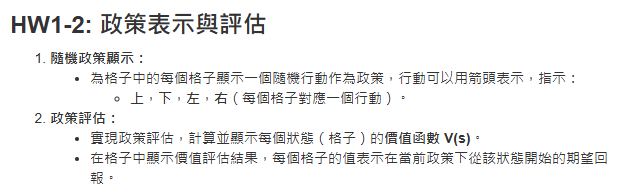 HW1-2: 政策表示與評估
1. 隨機政策顯示：
• 為格子中的每個格子顯示一個隨機行動作為政策，行動可以用箭頭表示，指示：
◦ 上，下，左，右（每個格子對應一個行動）。
2. 政策評估：
• 實現政策評估，計算並顯示每個狀態（格子）的價值函數 V(s)。
• 在格子中顯示價值評估結果，每個格子的值表示在當前政策下從該狀態開始的期望回
報。